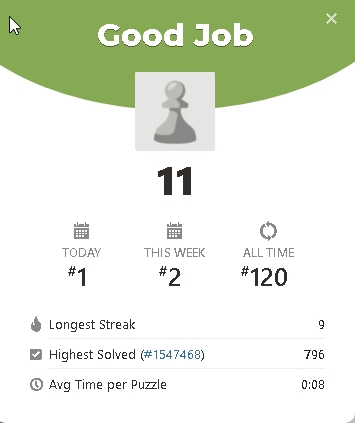 Good Job
11
TODAY THIS WEEK ALL TIME
#1 #2 #120
Longest Streak 9
Highest Solved (#1547468) 796
Avg Time per Puzzle 0:08